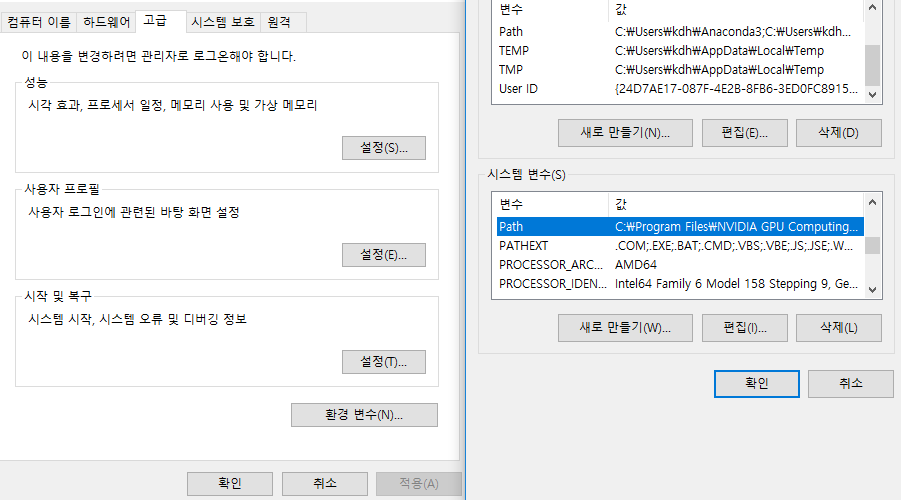 컴퓨터 이름 하드웨어 고급 시스템 보호 원격
이 내용을 변경하려면 관리자로 로그온해야 합니다.
성능
시각 효과, 프로세서 일정, 메모리 사용 및 가상 메모리
설정(S)...
사용자 프로필
사용자 로그인에 관련된 바탕 화면 설정
설정(E)...
시작 및 복구
시스템 시작, 시스템 오류 및 디버깅 정보
설정(T)...
환경 변수(N)...
확인 취소 적용(A)
변수 값
Path C:₩Users₩kdh₩Anaconda3;C:₩Users₩kdh...
TEMP C:₩Users₩kdh₩AppData₩Local₩Temp
TMP C:₩Users₩kdh₩AppData₩Local₩Temp
User ID {24D7AE17-087F-4E2B-8FB6-3ED0FC8915...
새로 만들기(N)... 편집(E)... 삭제(D)
시스템 변수(S)
변수 값
Path C:₩Program Files₩NVIDIA GPU Computing...
PATHEXT .COM;.EXE;.BAT;.CMD;.VBS;.VBE;.JS;.JSE;.W...
PROCESSOR_ARC... AMD64
PROCESSOR_IDEN... Intel64 Family 6 Model 158 Stepping 9, Ge...
새로 만들기(W)... 편집(I)... 삭제(L)
확인 취소